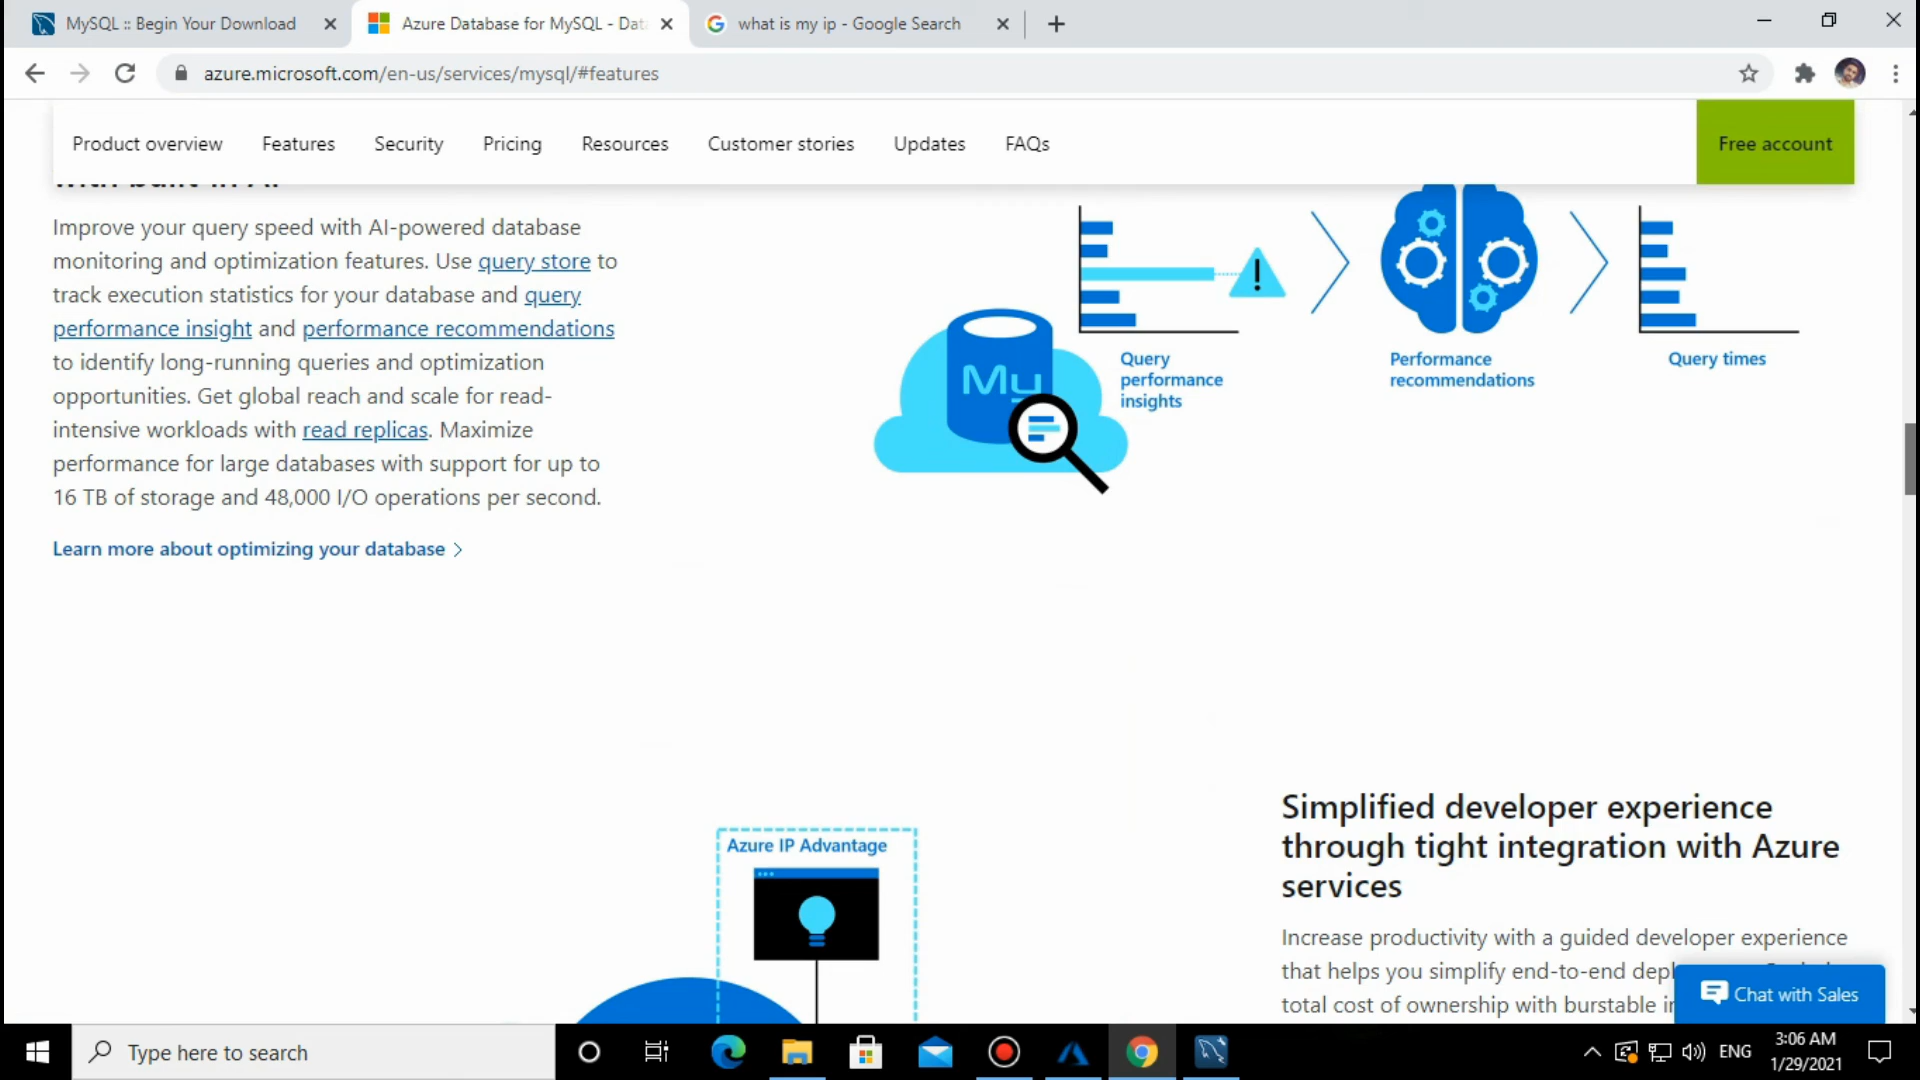 MySQL :: Begin Your Download
Azure Database for MySQL - Dat
what is my ip - Google Search
azure.microsoft.com/en-us/services/mysql/#features
Product overview
Features
Security
Pricing
Resources
Customer stories
Updates
FAQs
Free account
Improve your query speed with AI-powered database
monitoring and optimization features. Use query store to
track execution statistics for your database and query
performance insight and performance recommendations
to identify long-running queries and optimization
opportunities. Get global reach and scale for read-
intensive workloads with read replicas. Maximize
performance for large databases with support for up to
16 TB of storage and 48,000 I/O operations per second.
Learn more about optimizing your database
My
Query
performance
insights
Performance
recommendations
Query times
Azure IP Advantage
Simplified developer experience
through tight integration with Azure
services
Increase productivity with a guided developer experience
that helps you simplify end-to-end
total cost of ownership with burstable
Chat with Sales
Type here to search
ENG
3:06 AM
1/29/2021